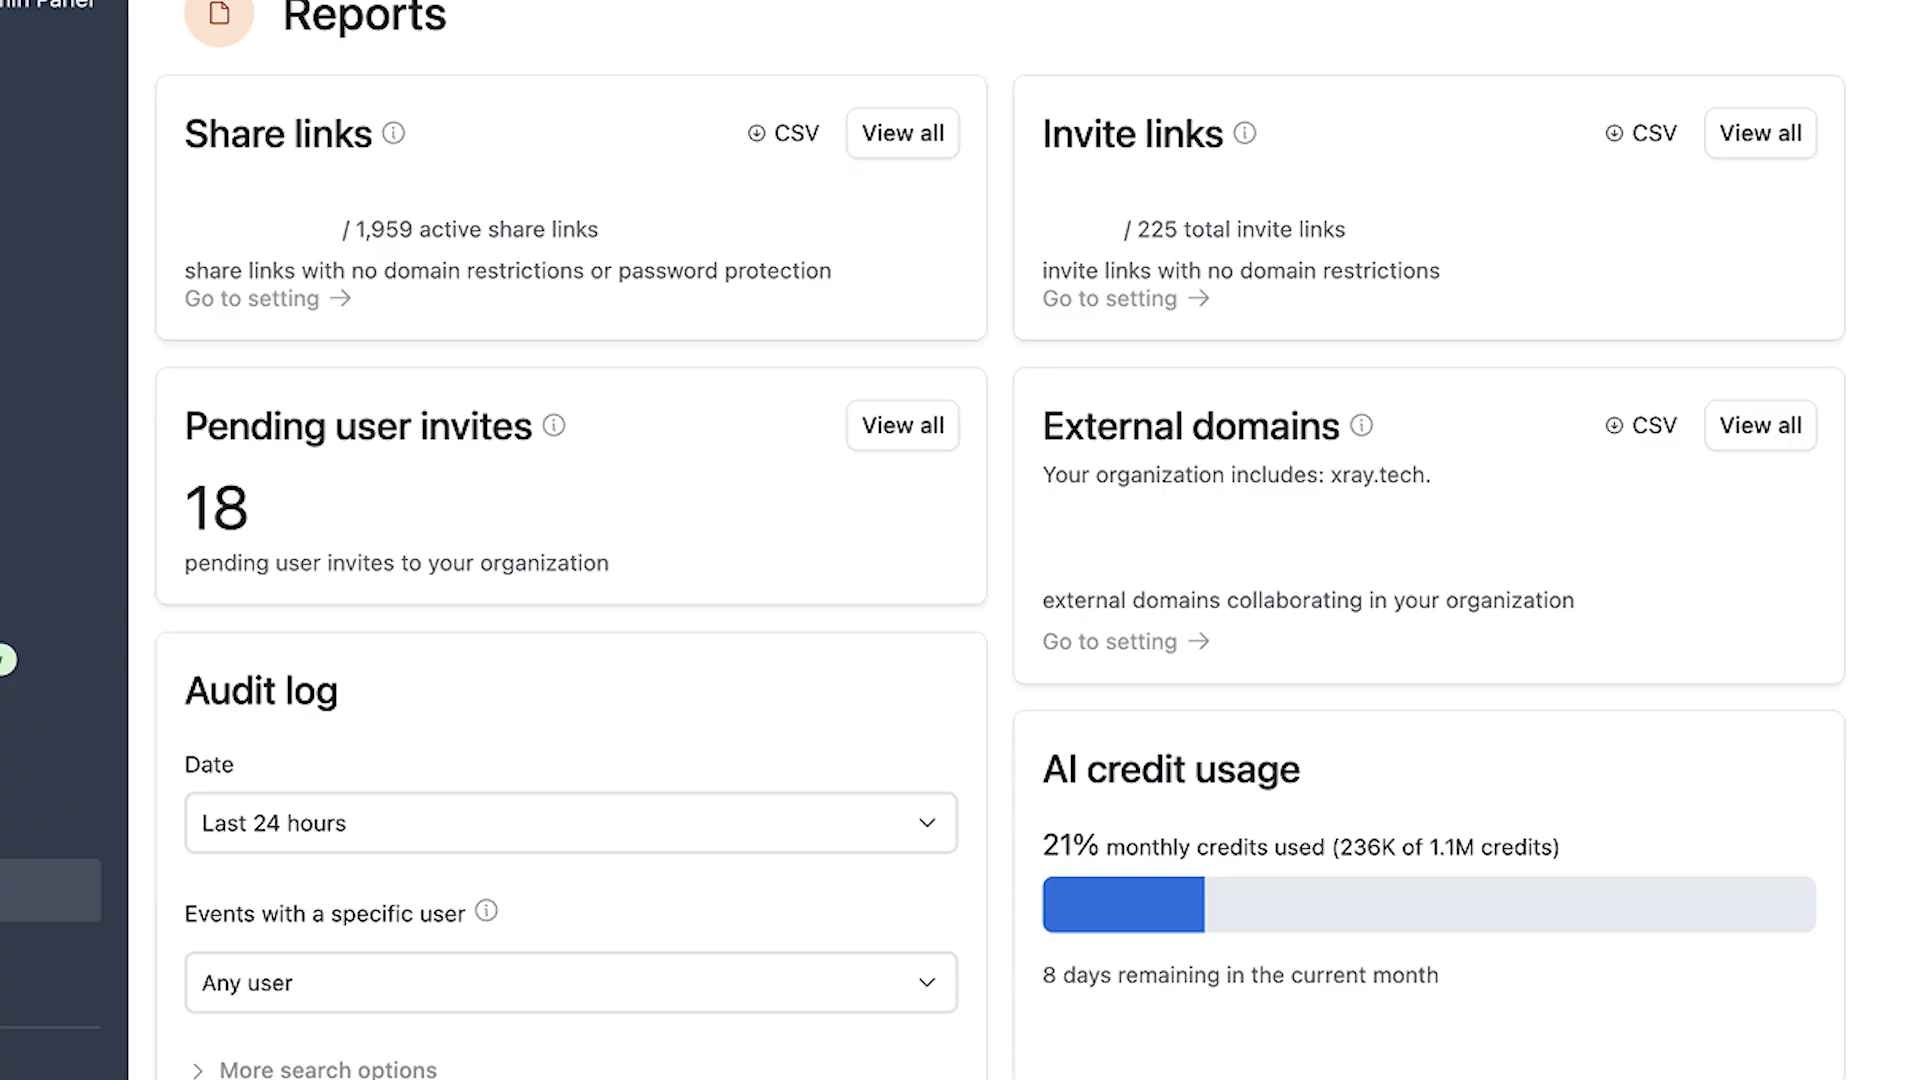 Panel
Reports
Share links
CSV
View all
/ 1,959 active share links
share links with no domain restrictions or password protection
Go to setting →
Invite links
CSV
View all
/ 225 total invite links
invite links with no domain restrictions
Go to setting →
Pending user invites
View all
18
pending user invites to your organization
External domains
CSV
View all
Your organization includes: xray.tech.
external domains collaborating in your organization
Go to setting →
Audit log
Date
Last 24 hours
Events with a specific user
Any user
More search options
AI credit usage
21% monthly credits used (236K of 1.1M credits)
8 days remaining in the current month